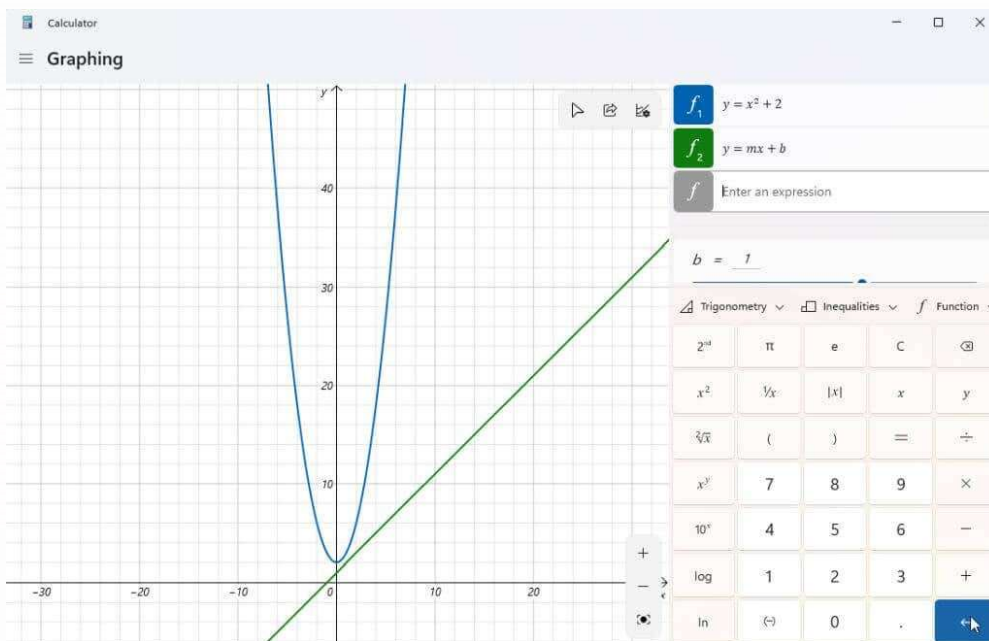 Calculator
Graphing
y
40
30
20
10
-30
-20
-10
0
10
20
x
f₁ y = x² + 2
f₂ y = mx + b
f Enter an expression
b = 1
Trigonometry Inequalities f Function
2ⁿᵈ π e C
x² ¹/x |x| x y
²√x ( ) = ÷
xʸ 7 8 9 ×
10ˣ 4 5 6 −
log 1 2 3 +
ln (-) 0 .